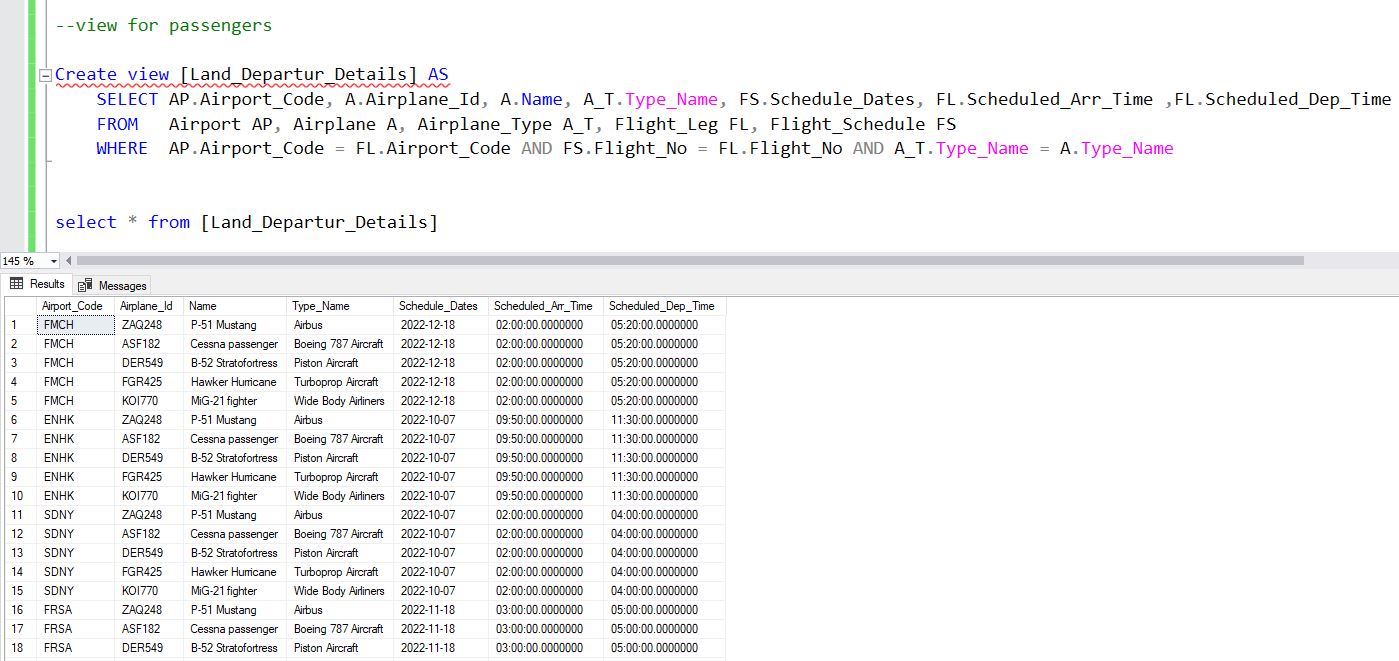 --view for passengers
Create view [Land_Departur_Details] AS
SELECT AP.Airport_Code, A.Airplane_Id, A.Name, A_T.Type_Name, FS.Schedule_Dates, FL.Scheduled_Arr_Time ,FL.Scheduled_Dep_Time
FROM Airport AP, Airplane A, Airplane_Type A_T, Flight_Leg FL, Flight_Schedule FS
WHERE AP.Airport_Code = FL.Airport_Code AND FS.Flight_No = FL.Flight_No AND A_T.Type_Name = A.Type_Name
select * from [Land_Departur_Details]
145 %
Results Messages
Airport_Code Airplane_Id Name Type_Name Schedule_Dates Scheduled_Arr_Time Scheduled_Dep_Time
1 FMCH ZAQ248 P-51 Mustang Airbus 2022-12-18 02:00:00.0000000 05:20:00.0000000
2 FMCH ASF182 Cessna passenger Boeing 787 Aircraft 2022-12-18 02:00:00.0000000 05:20:00.0000000
3 FMCH DER549 B-52 Stratofortress Piston Aircraft 2022-12-18 02:00:00.0000000 05:20:00.0000000
4 FMCH FGR425 Hawker Hurricane Turboprop Aircraft 2022-12-18 02:00:00.0000000 05:20:00.0000000
5 FMCH KOI770 MiG-21 fighter Wide Body Airliners 2022-12-18 02:00:00.0000000 05:20:00.0000000
6 ENHK ZAQ248 P-51 Mustang Airbus 2022-10-07 09:50:00.0000000 11:30:00.0000000
7 ENHK ASF182 Cessna passenger Boeing 787 Aircraft 2022-10-07 09:50:00.0000000 11:30:00.0000000
8 ENHK DER549 B-52 Stratofortress Piston Aircraft 2022-10-07 09:50:00.0000000 11:30:00.0000000
9 ENHK FGR425 Hawker Hurricane Turboprop Aircraft 2022-10-07 09:50:00.0000000 11:30:00.0000000
10 ENHK KOI770 MiG-21 fighter Wide Body Airliners 2022-10-07 09:50:00.0000000 11:30:00.0000000
11 SDNY ZAQ248 P-51 Mustang Airbus 2022-10-07 02:00:00.0000000 04:00:00.0000000
12 SDNY ASF182 Cessna passenger Boeing 787 Aircraft 2022-10-07 02:00:00.0000000 04:00:00.0000000
13 SDNY DER549 B-52 Stratofortress Piston Aircraft 2022-10-07 02:00:00.0000000 04:00:00.0000000
14 SDNY FGR425 Hawker Hurricane Turboprop Aircraft 2022-10-07 02:00:00.0000000 04:00:00.0000000
15 SDNY KOI770 MiG-21 fighter Wide Body Airliners 2022-10-07 02:00:00.0000000 04:00:00.0000000
16 FRSA ZAQ248 P-51 Mustang Airbus 2022-11-18 03:00:00.0000000 05:00:00.0000000
17 FRSA ASF182 Cessna passenger Boeing 787 Aircraft 2022-11-18 03:00:00.0000000 05:00:00.0000000
18 FRSA DER549 B-52 Stratofortress Piston Aircraft 2022-11-18 03:00:00.0000000 05:00:00.0000000